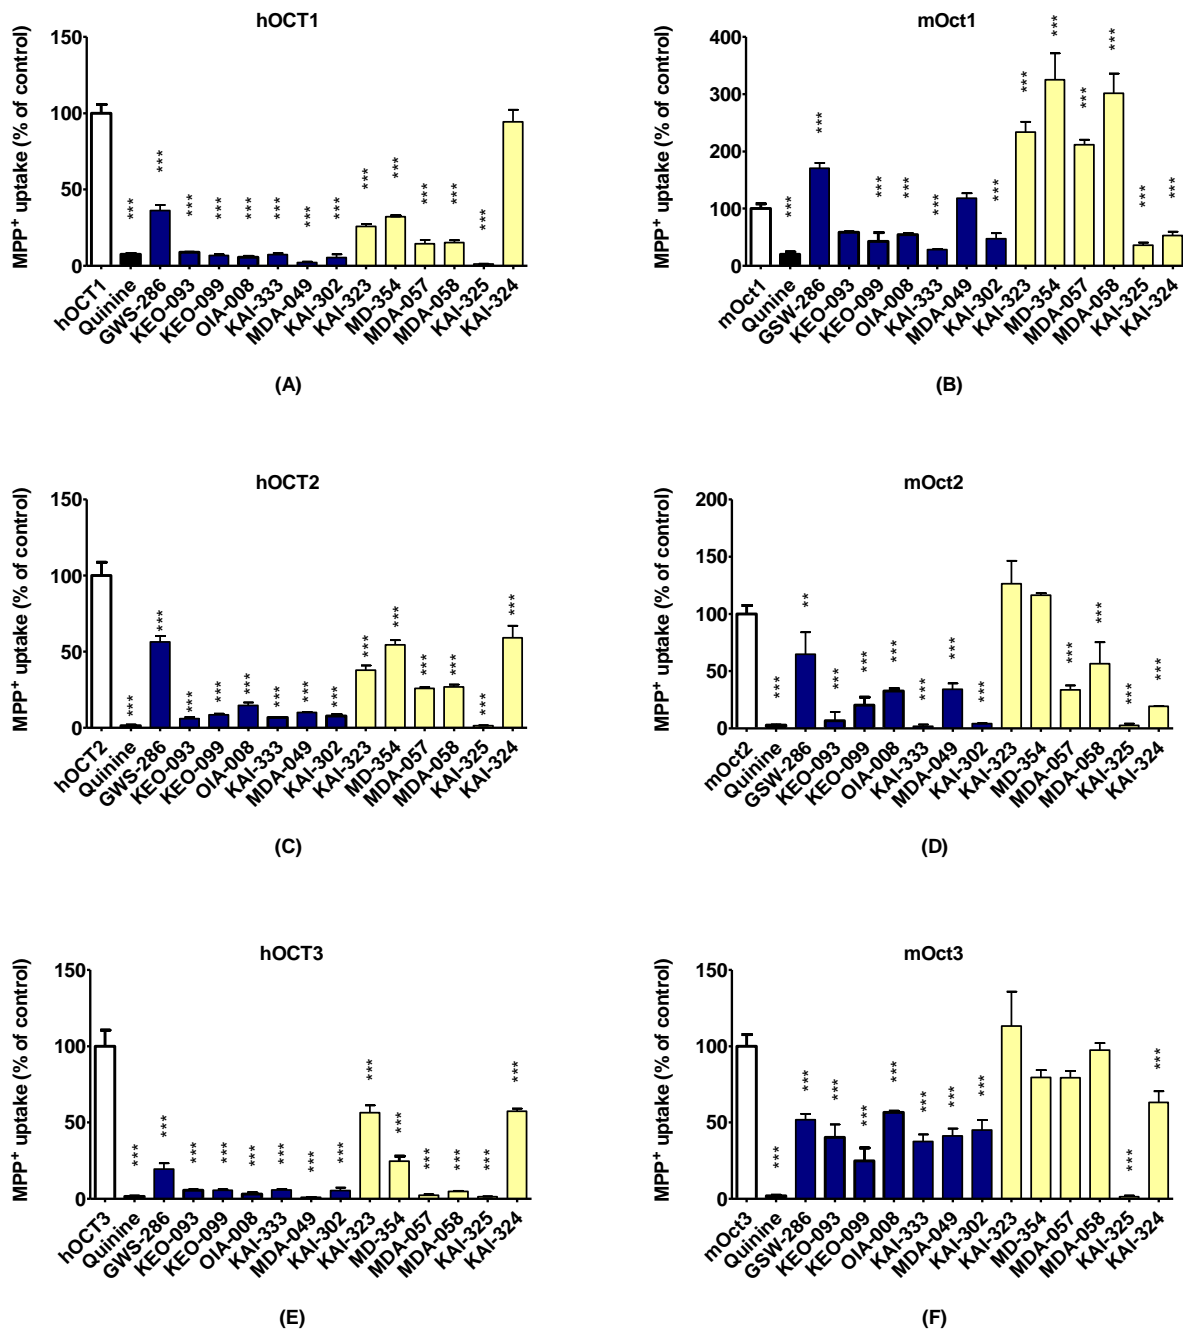 hOCT1
MPP+ uptake (% of control)
150
100
50
0
*** *** *** *** *** *** *** *** *** *** *** *** ***
hOCT1 Quinine GWS-286 KEO-093 KEO-099 OIA-008 KAI-333 MDA-049 KAI-302 KAI-323 MD-354 MDA-057 MDA-058 KAI-325 KAI-324
(A)
mOct1
MPP+ uptake (% of control)
400
300
200
100
0
*** *** *** *** *** *** *** *** *** *** *** ***
mOct1 Quinine GSW-286 KEO-093 KEO-099 OIA-008 KAI-333 MDA-049 KAI-302 KAI-323 MD-354 MDA-057 MDA-058 KAI-325 KAI-324
(B)
hOCT2
MPP+ uptake (% of control)
150
100
50
0
*** *** *** *** *** *** *** *** *** *** *** *** *** ***
hOCT2 Quinine GWS-286 KEO-093 KEO-099 OIA-008 KAI-333 MDA-049 KAI-302 KAI-323 MD-354 MDA-057 MDA-058 KAI-325 KAI-324
(C)
mOct2
MPP+ uptake (% of control)
200
150
100
50
0
*** ** *** *** *** *** *** *** *** *** *** ***
mOct2 Quinine GSW-286 KEO-093 KEO-099 OIA-008 KAI-333 MDA-049 KAI-302 KAI-323 MD-354 MDA-057 MDA-058 KAI-325 KAI-324
(D)
hOCT3
MPP+ uptake (% of control)
150
100
50
0
*** *** *** *** *** *** *** *** *** *** *** *** *** ***
hOCT3 Quinine GWS-286 KEO-093 KEO-099 OIA-008 KAI-333 MDA-049 KAI-302 KAI-323 MD-354 MDA-057 MDA-058 KAI-325 KAI-324
(E)
mOct3
MPP+ uptake (% of control)
150
100
50
0
*** *** *** *** *** *** *** *** *** ***
mOct3 Quinine GSW-286 KEO-093 KEO-099 OIA-008 KAI-333 MDA-049 KAI-302 KAI-323 MD-354 MDA-057 MDA-058 KAI-325 KAI-324
(F)